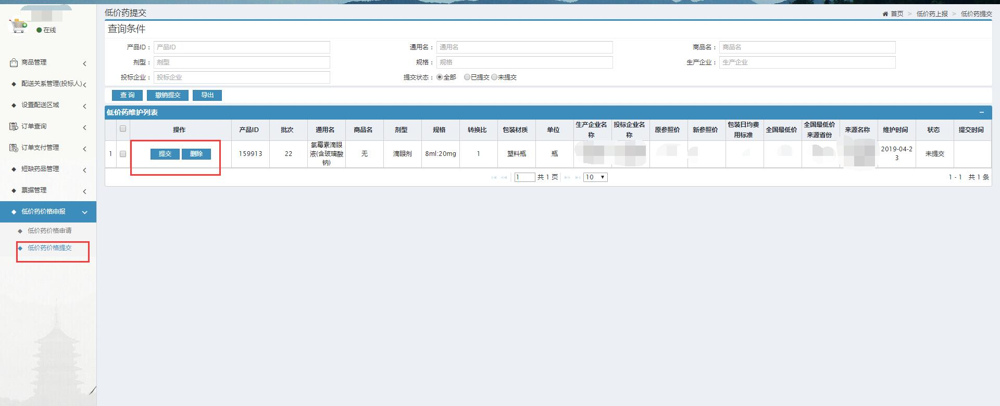 低价药提交
首页 > 低价药上报 > 低价药提交
在线
商品管理
配送关系管理(投标人)
设置配送区域
订单查询
订单支付管理
短缺药品管理
票据管理
低价药价格申报
低价药价格申请
低价药价格提交
查询条件
产品ID： 产品ID 通用名： 通用名 商品名： 商品名
剂型： 剂型 规格： 规格 生产企业： 生产企业
投标企业： 投标企业 提交状态： 全部 已提交 未提交
查 询 撤销提交 导出
低价药维护列表
操作 产品ID 批次 通用名 商品名 剂型 规格 转换比 包装材质 单位 生产企业名称 投标企业名称 原参照价 新参照价 包装日均费用标准 全国最低价 全国最低价来源省份 来源名称 维护时间 状态 提交时间
1 提交 删除 159913 22 氯霉素滴眼液(含玻璃酸钠) 无 滴眼剂 8ml:20mg 1 塑料瓶 瓶 2019-04-23 未提交
1 共 1 页 10 1 - 1 共 1 条